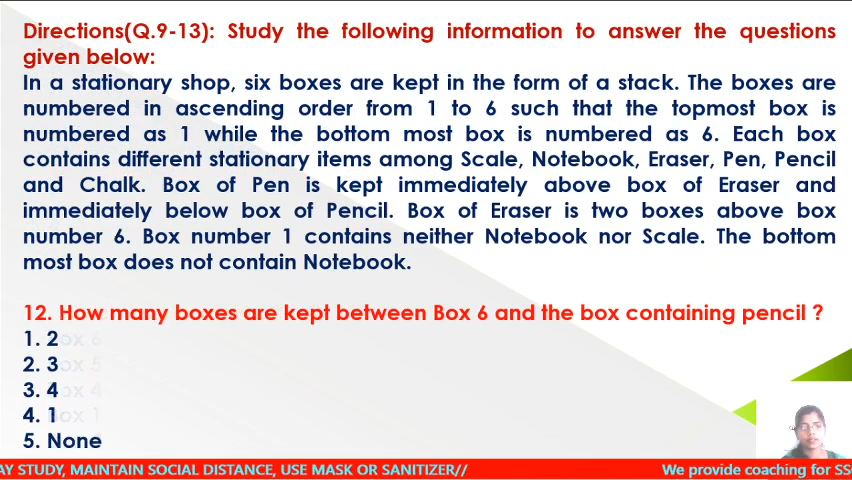 Directions(Q.9-13): Study the following information to answer the questions
given below:
In a stationary shop, six boxes are kept in the form of a stack. The boxes are
numbered in ascending order from 1 to 6 such that the topmost box is
numbered as 1 while the bottom most box is numbered as 6. Each box
contains different stationary items among Scale, Notebook, Eraser, Pen, Pencil
and Chalk. Box of Pen is kept immediately above box of Eraser and
immediately below box of Pencil. Box of Eraser is two boxes above box
number 6. Box number 1 contains neither Notebook nor Scale. The bottom
most box does not contain Notebook.
12. How many boxes are kept between Box 6 and the box containing pencil ?
1. 2
2. 3
3. 4
4. 1
5. None
AY STUDY, MAINTAIN SOCIAL DISTANCE, USE MASK OR SANITIZER// We provide coaching for SS